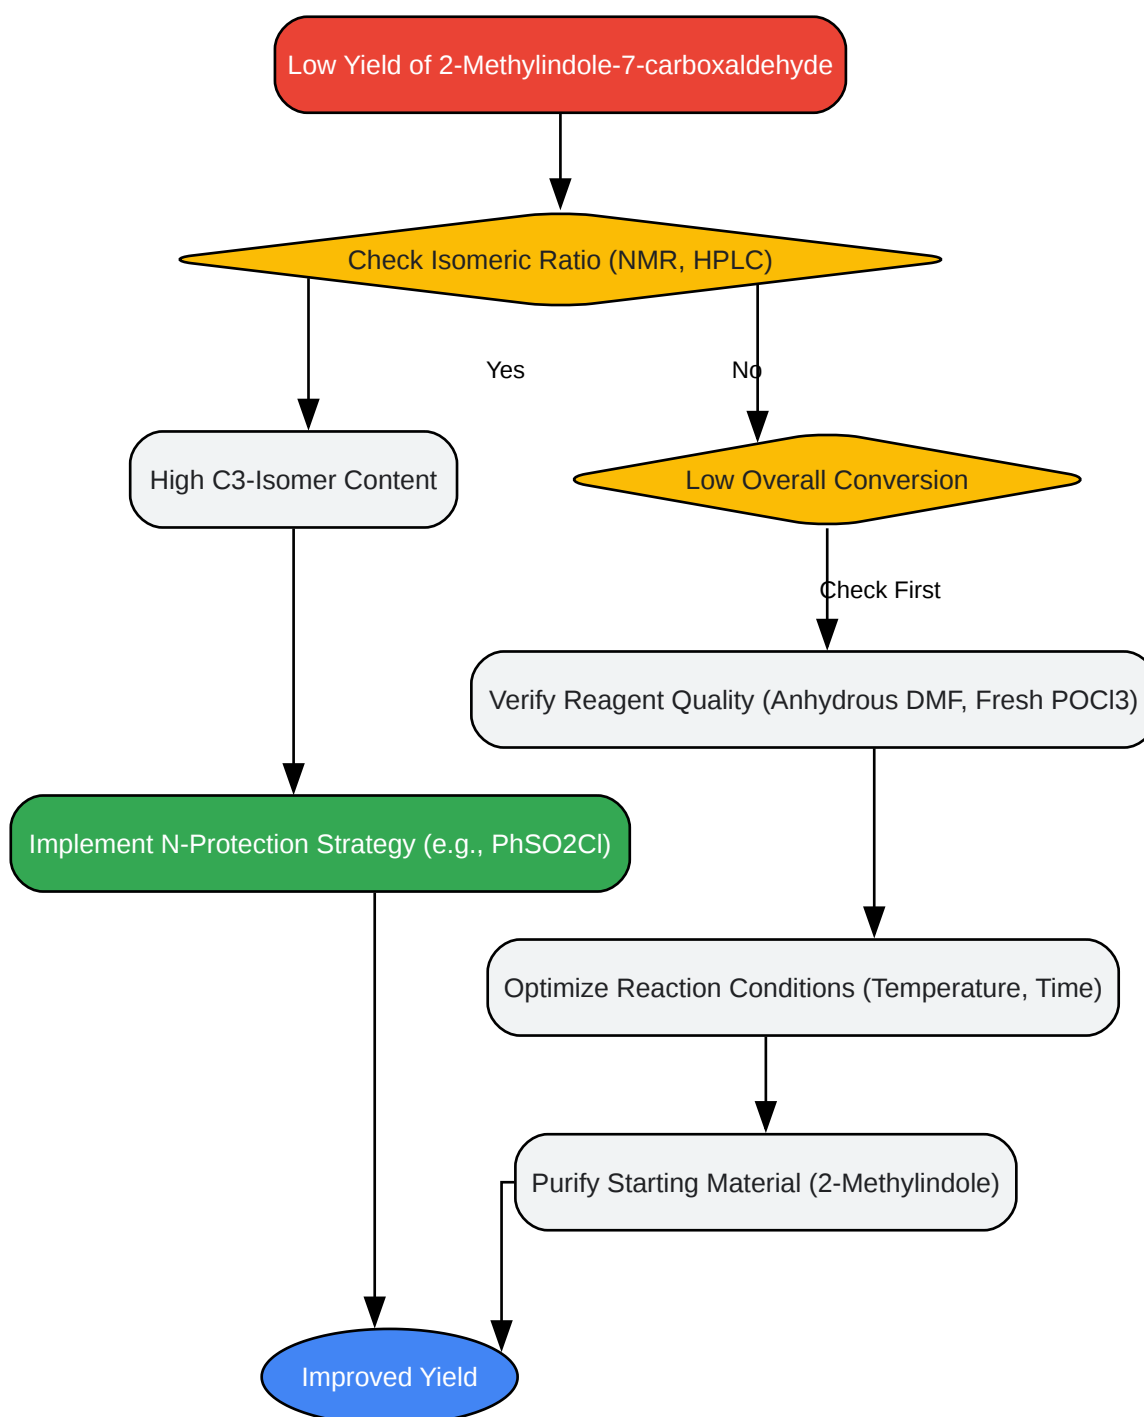 Low Yield of 2-Methylindole-7-carboxaldehyde
Check Isomeric Ratio (NMR, HPLC)
Yes
No
High C3-Isomer Content
Low Overall Conversion
Check First
Verify Reagent Quality (Anhydrous DMF, Fresh POCl3)
Implement N-Protection Strategy (e.g., PhSO2Cl)
Optimize Reaction Conditions (Temperature, Time)
Purify Starting Material (2-Methylindole)
Improved Yield